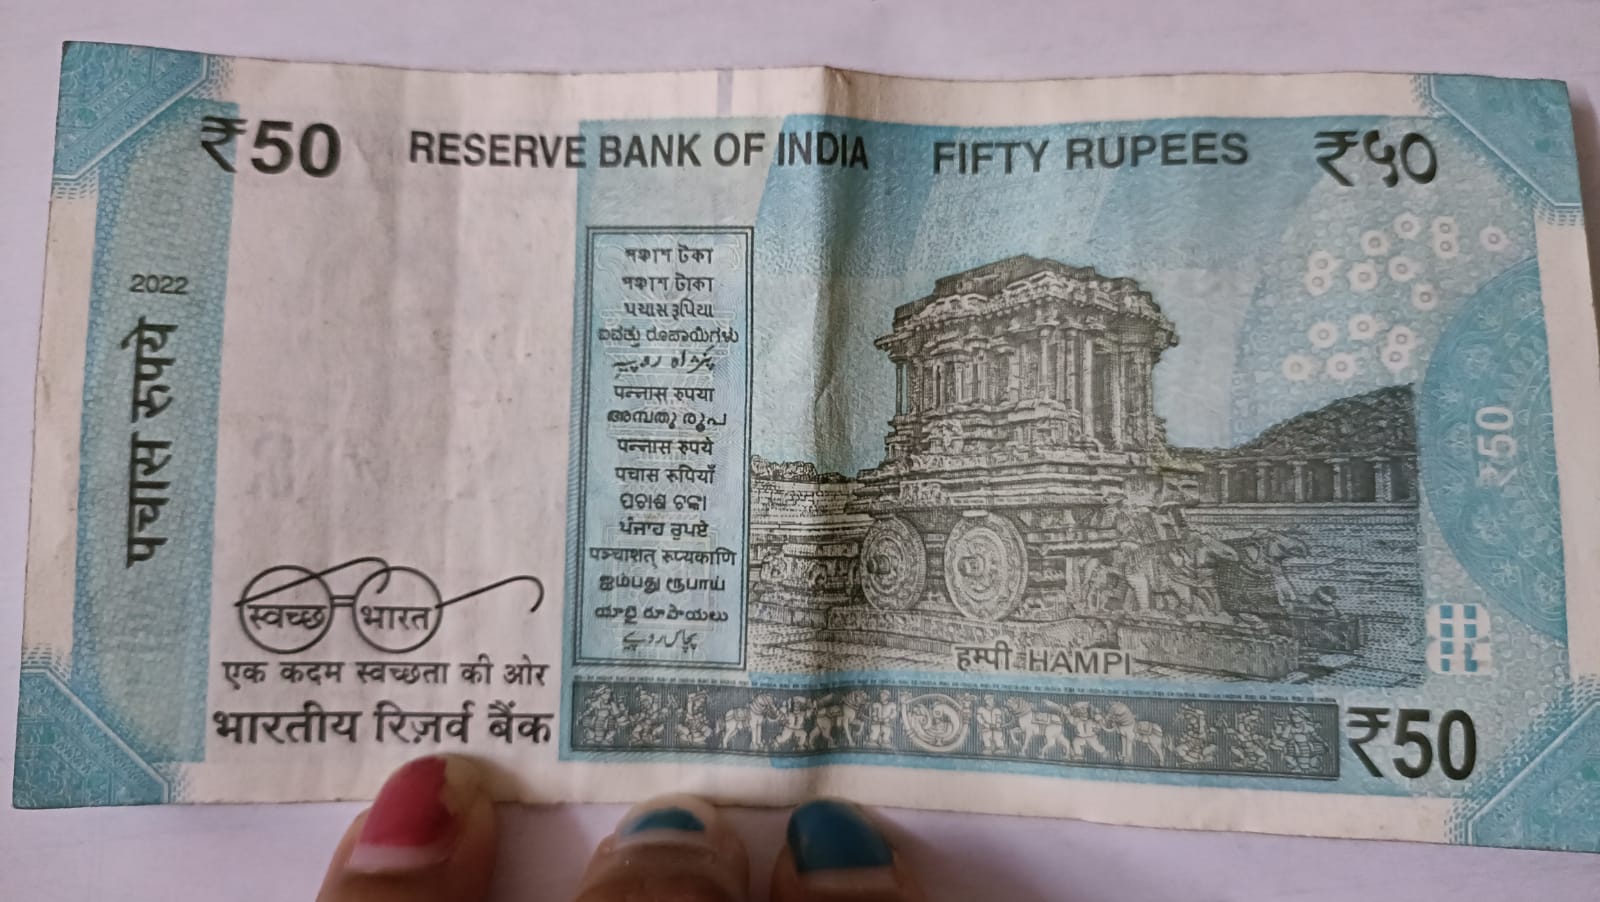 ₹50 RESERVE BANK OF INDIA FIFTY RUPEES ₹५०
2022
पचास रुपये
পঞ্চাশ টকা
পঞ্চাশ টাকা
પચાસ રૂપિયા
ಐವತ್ತು ರೂಪಾಯಿಗಳು
پَنٛژاہ روپیہِ
पन्नास रुपया
അമ്പതു രൂപ
पन्नास रुपये
पचास रूपियाँ
ପଚାଶ ଟଙ୍କା
ਪੰਜਾਹ ਰੁਪਏ
पञ्चाशत् रूप्यकाणि
ஐம்பது ரூபாய்
యాభై రూపాయలు
پچاس روپے
स्वच्छ भारत
एक कदम स्वच्छता की ओर
भारतीय रिज़र्व बैंक
हम्पी HAMPI
₹50
₹50